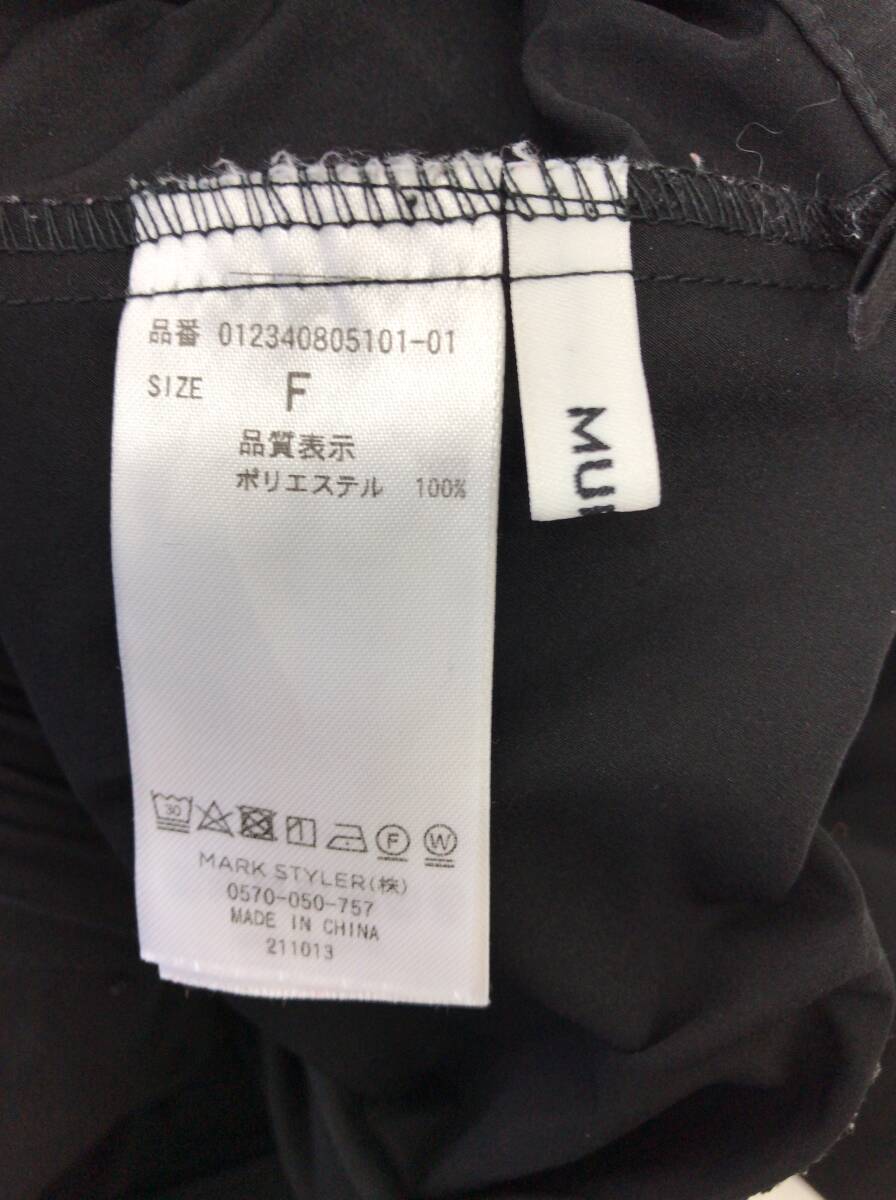 品番 012340805101-01
SIZE F
品質表示
ポリエステル 100%
30
F W
MARK STYLER(株)
0570-050-757
MADE IN CHINA
211013